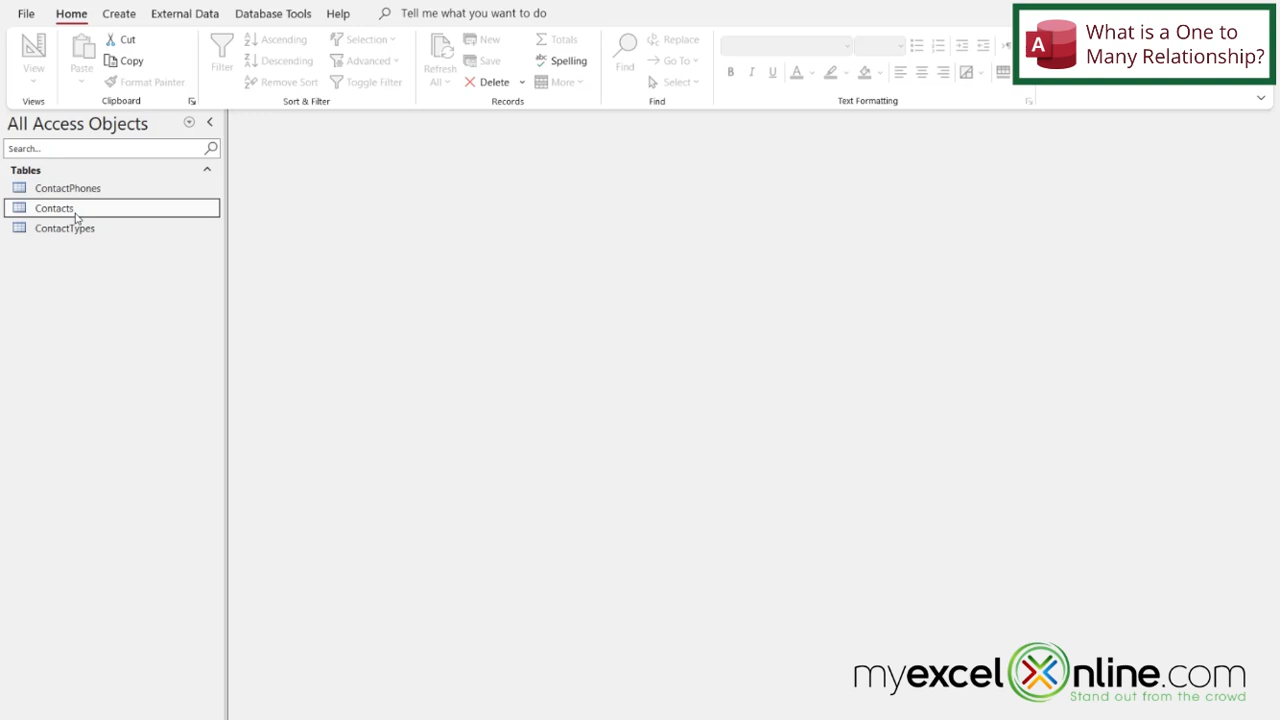 File Home Create External Data Database Tools Help Tell me what you want to do
What is a One to
Many Relationship?
A
View
Views
Paste
Cut
Copy
Format Painter
Clipboard
Filter
Ascending
Descending
Remove Sort
Selection
Advanced
Toggle Filter
Sort & Filter
Refresh
All
New
Save
Delete
Totals
Spelling
More
Records
Find
Replace
Go To
Select
Find
B I U A
Text Formatting
All Access Objects
Search...
Tables
ContactPhones
Contacts
ContactTypes
myexcelonline.com
Stand out from the crowd